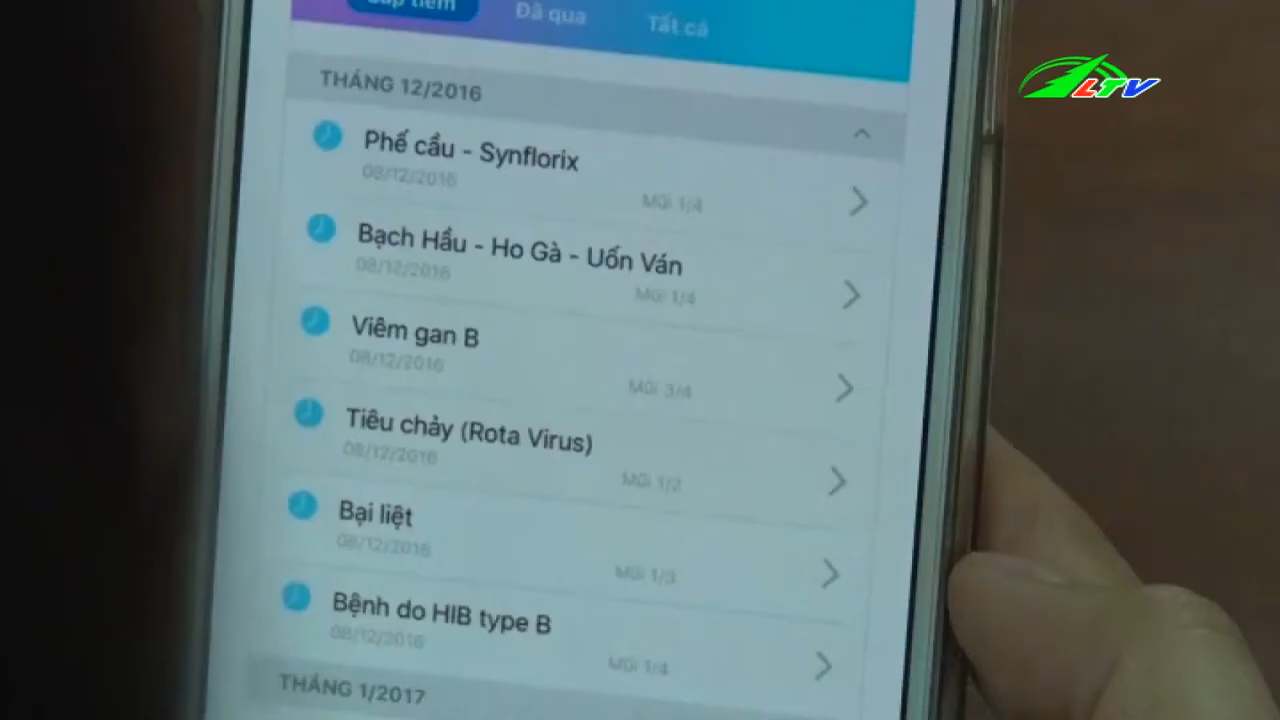 Sắp tiêm
Đã qua
Tất cả
LTV
THÁNG 12/2016
Phế cầu - Synflorix
08/12/2016
Mũi 1/4
Bạch Hầu - Ho Gà - Uốn Ván
08/12/2016
Mũi 1/4
Viêm gan B
08/12/2016
Mũi 3/4
Tiêu chảy (Rota Virus)
08/12/2016
Mũi 1/2
Bại liệt
08/12/2016
Mũi 1/3
Bệnh do HIB type B
08/12/2016
Mũi 1/4
THÁNG 1/2017